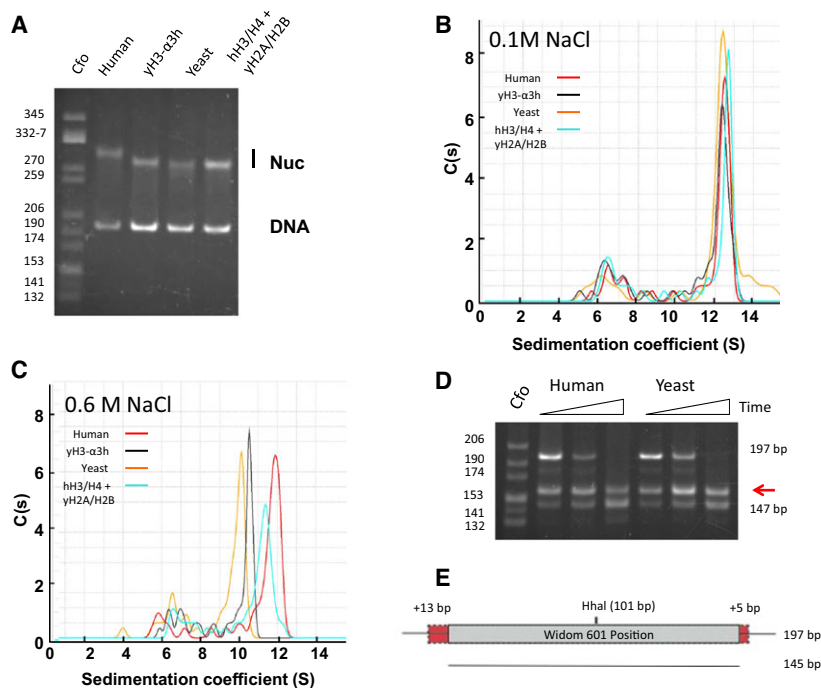 A
Cfo
Human
yH3-α3h
Yeast
hH3/H4 +
yH2A/H2B
345
332-7
270
259
206
190
174
153
141
132
Nuc
DNA
B
0.1M NaCl
Human
yH3-α3h
Yeast
hH3/H4 +
yH2A/H2B
C(s)
8
6
4
2
0
0 2 4 6 8 10 12 14
Sedimentation coefficient (S)
C
0.6 M NaCl
Human
yH3-α3h
Yeast
hH3/H4 +
yH2A/H2B
C(s)
8
6
4
2
0
0 2 4 6 8 10 12 14
Sedimentation coefficient (S)
D
Cfo
Human
Yeast
Time
206
190
174
153
141
132
197 bp
147 bp
E
+13 bp
HhaI (101 bp)
+5 bp
Widom 601 Position
197 bp
145 bp